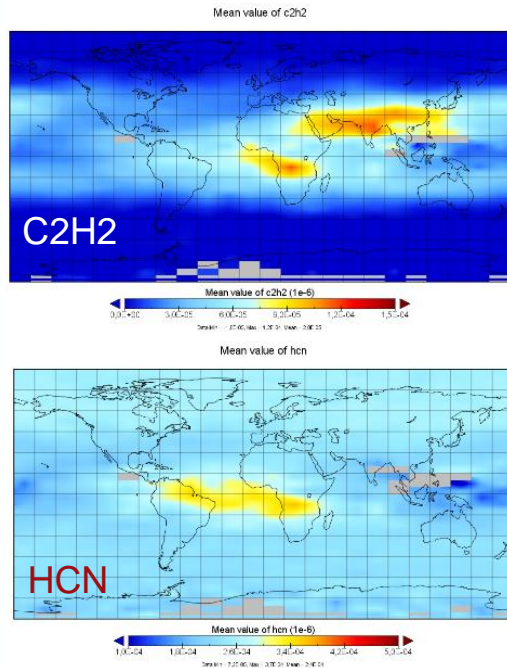 Mean value of c2h2
C2H2
Mean value of c2h2 (1e-6)
0,0E+00 3,0E-05 6,0E-05 9,0E-05 1,2E-04 1,5E-04
Mean value of hcn
HCN
Mean value of hcn (1e-6)
1,0E-04 1,8E-04 2,6E-04 3,4E-04 4,2E-04 5,0E-04